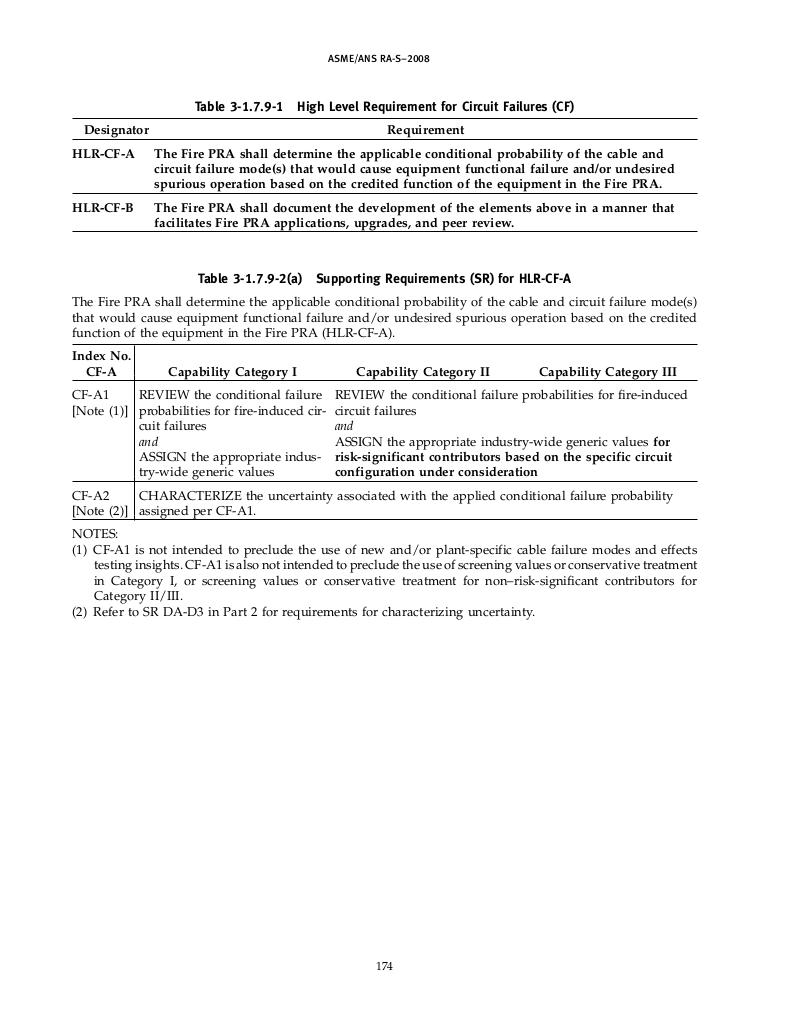 ASME/ANS RA-S–2008
Table 3-1.7.9-1 High Level Requirement for Circuit Failures (CF)
Designator Requirement
HLR-CF-A The Fire PRA shall determine the applicable conditional probability of the cable and
circuit failure mode(s) that would cause equipment functional failure and/or undesired
spurious operation based on the credited function of the equipment in the Fire PRA.
HLR-CF-B The Fire PRA shall document the development of the elements above in a manner that
facilitates Fire PRA applications, upgrades, and peer review.
Table 3-1.7.9-2(a) Supporting Requirements (SR) for HLR-CF-A
The Fire PRA shall determine the applicable conditional probability of the cable and circuit failure mode(s)
that would cause equipment functional failure and/or undesired spurious operation based on the credited
function of the equipment in the Fire PRA (HLR-CF-A).
Index No.
CF-A Capability Category I Capability Category II Capability Category III
CF-A1 REVIEW the conditional failure REVIEW the conditional failure probabilities for fire-induced
[Note (1)] probabilities for fire-induced cir- circuit failures
cuit failures and
and ASSIGN the appropriate industry-wide generic values for
ASSIGN the appropriate indus- risk-significant contributors based on the specific circuit
try-wide generic values configuration under consideration
CF-A2 CHARACTERIZE the uncertainty associated with the applied conditional failure probability
[Note (2)] assigned per CF-A1.
NOTES:
(1) CF-A1 is not intended to preclude the use of new and/or plant-specific cable failure modes and effects
testing insights. CF-A1 is also not intended to preclude the use of screening values or conservative treatment
in Category I, or screening values or conservative treatment for non–risk-significant contributors for
Category II/III.
(2) Refer to SR DA-D3 in Part 2 for requirements for characterizing uncertainty.
174